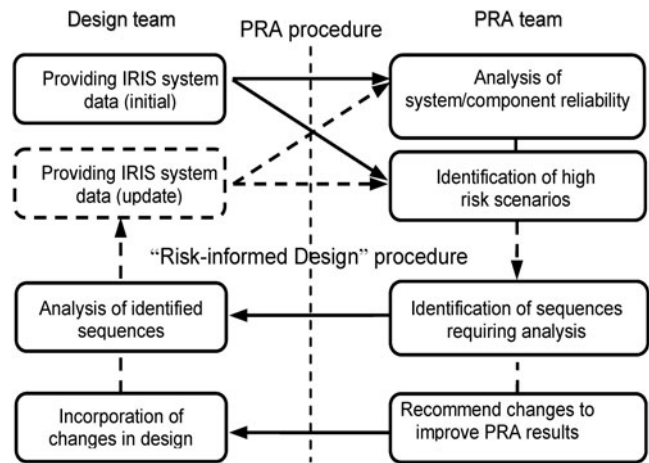 Design team
PRA procedure
PRA team
Providing IRIS system
data (initial)
Analysis of
system/component reliability
Providing IRIS system
data (update)
Identification of high
risk scenarios
“Risk-informed Design” procedure
Analysis of identified
sequences
Identification of sequences
requiring analysis
Incorporation of
changes in design
Recommend changes to
improve PRA results